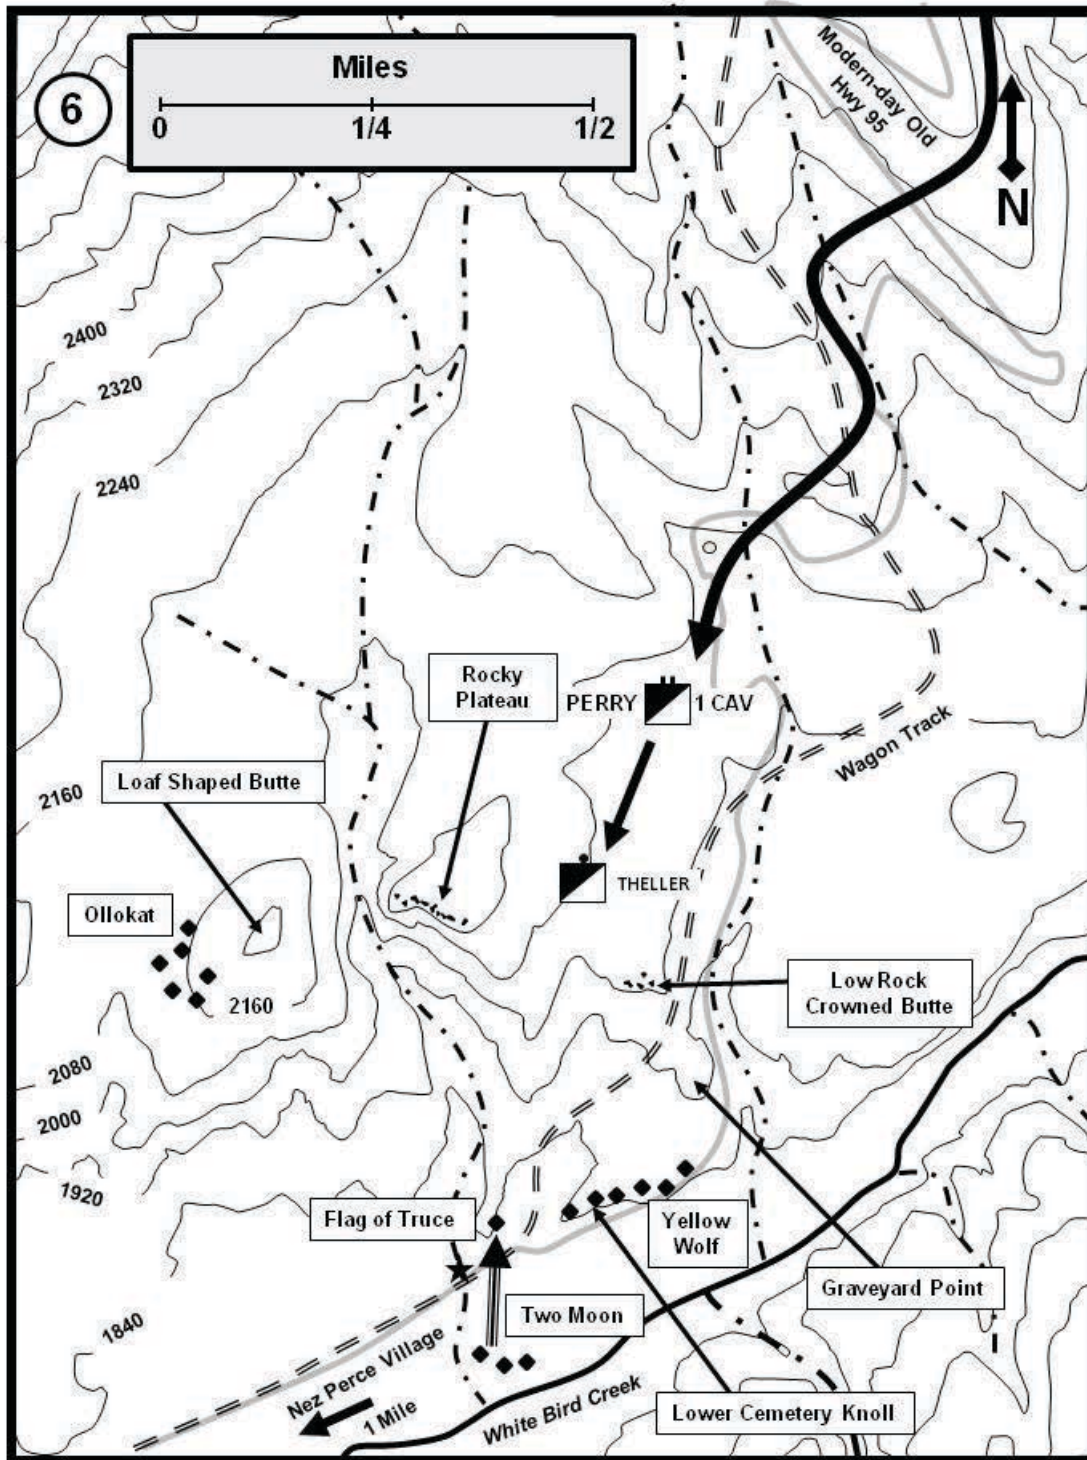 6
Miles
0 1/4 1/2
Modern-day Old
Hwy 95
N
2400
2320
2240
Rocky
Plateau
PERRY 1 CAV
Wagon Track
Loaf Shaped Butte
2160
THELLER
Ollokat
Low Rock
Crowned Butte
2160
2080
2000
1920
Flag of Truce
Yellow
Wolf
Graveyard Point
Two Moon
1840
Nez Perce Village
1 Mile
White Bird Creek
Lower Cemetery Knoll